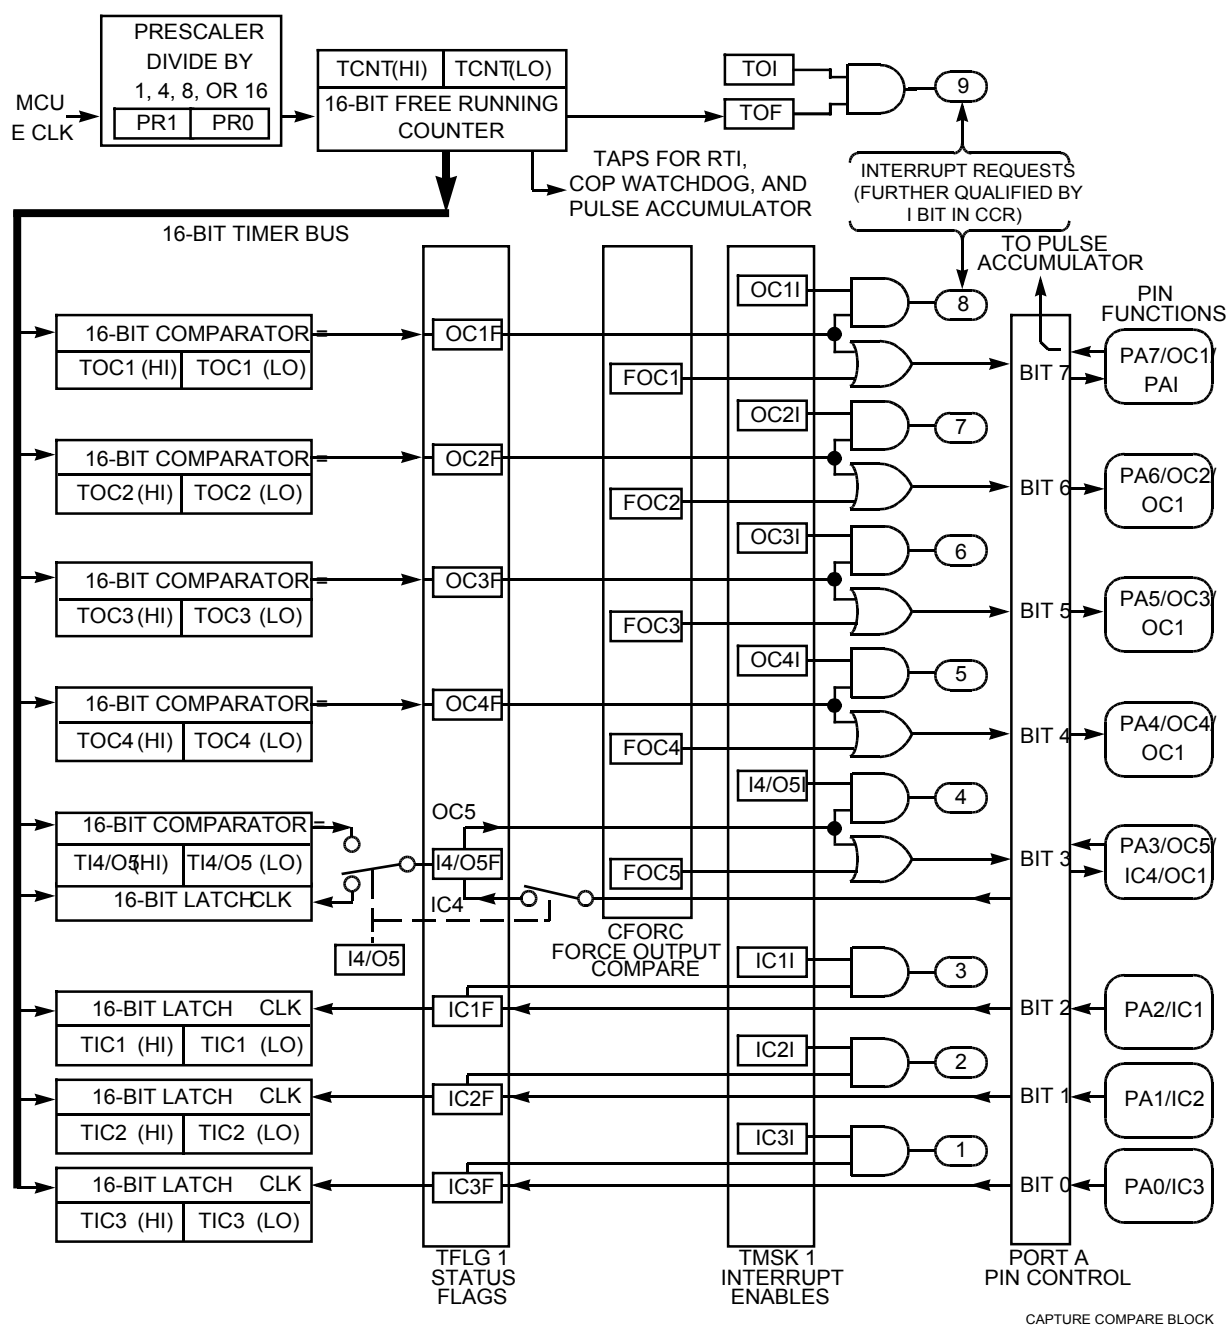 PRESCALER
DIVIDE BY
1, 4, 8, OR 16
PR1 PR0
MCU
E CLK
TCNT(HI) TCNT(LO)
16-BIT FREE RUNNING
COUNTER
TOI
TOF
9
TAPS FOR RTI,
COP WATCHDOG, AND
PULSE ACCUMULATOR
INTERRUPT REQUESTS
(FURTHER QUALIFIED BY
I BIT IN CCR)
16-BIT TIMER BUS
TO PULSE
ACCUMULATOR
PIN
FUNCTIONS
OC1I
8
16-BIT COMPARATOR =
TOC1 (HI) TOC1 (LO)
OC1F
FOC1
BIT 7
PA7/OC1/
PAI
OC2I
7
16-BIT COMPARATOR =
TOC2 (HI) TOC2 (LO)
OC2F
FOC2
BIT 6
PA6/OC2/
OC1
OC3I
6
16-BIT COMPARATOR =
TOC3 (HI) TOC3 (LO)
OC3F
FOC3
BIT 5
PA5/OC3/
OC1
OC4I
5
16-BIT COMPARATOR =
TOC4 (HI) TOC4 (LO)
OC4F
FOC4
BIT 4
PA4/OC4/
OC1
I4/O5I
4
16-BIT COMPARATOR =
TI4/O5(HI) TI4/O5 (LO)
16-BIT LATCH CLK
OC5
I4/O5F
IC4
FOC5
BIT 3
PA3/OC5/
IC4/OC1
I4/O5
CFORC
FORCE OUTPUT
COMPARE
IC1I
3
16-BIT LATCH CLK
TIC1 (HI) TIC1 (LO)
IC1F
BIT 2
PA2/IC1
IC2I
2
16-BIT LATCH CLK
TIC2 (HI) TIC2 (LO)
IC2F
BIT 1
PA1/IC2
IC3I
1
16-BIT LATCH CLK
TIC3 (HI) TIC3 (LO)
IC3F
BIT 0
PA0/IC3
TFLG 1
STATUS
FLAGS
TMSK 1
INTERRUPT
ENABLES
PORT A
PIN CONTROL
CAPTURE COMPARE BLOCK